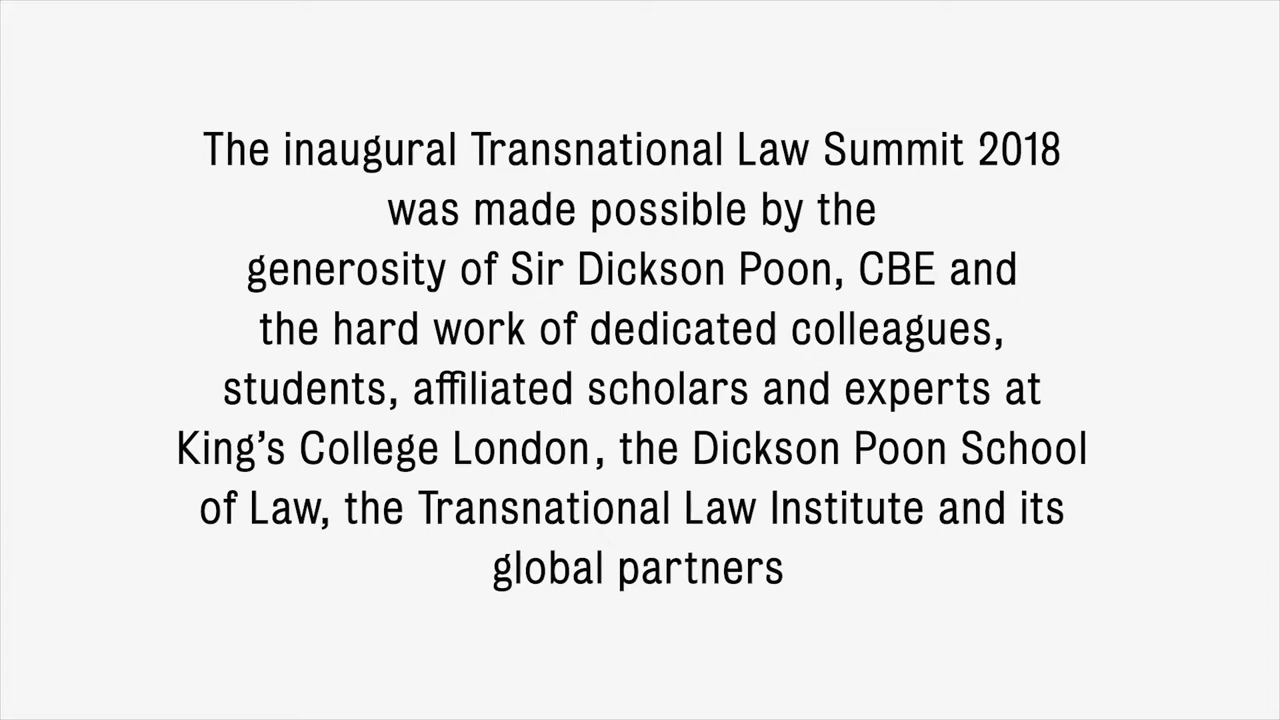 The inaugural Transnational Law Summit 2018
was made possible by the
generosity of Sir Dickson Poon, CBE and
the hard work of dedicated colleagues,
students, affiliated scholars and experts at
King’s College London, the Dickson Poon School
of Law, the Transnational Law Institute and its
global partners